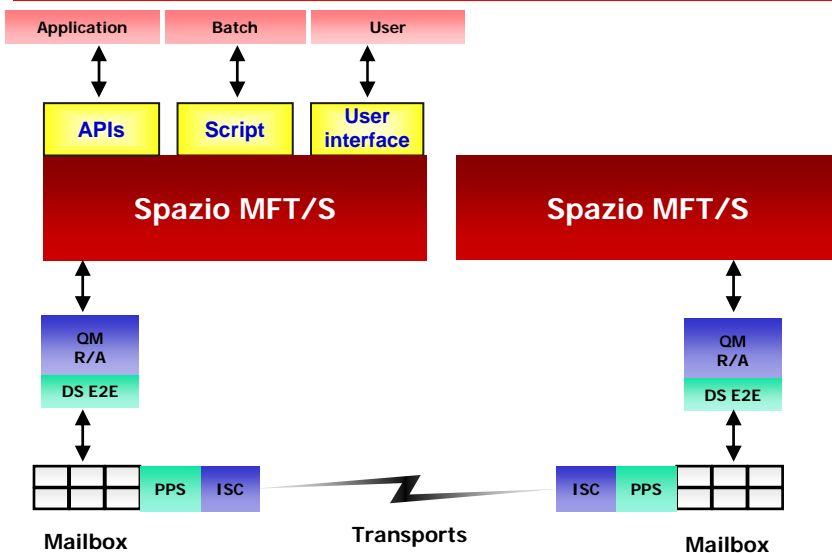 Application Batch User
APIs Script User
interface
Spazio MFT/S Spazio MFT/S
QM QM
R/A R/A
DS E2E DS E2E
PPS ISC ISC PPS
Mailbox Transports Mailbox